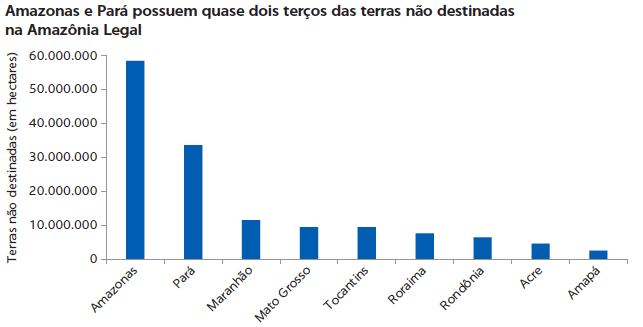 Amazonas e Pará possuem quase dois terços das terras não destinadas
na Amazônia Legal
Terras não destinadas (em hectares)
60.000.000
50.000.000
40.000.000
30.000.000
20.000.000
10.000.000
0
Amazonas
Pará
Maranhão
Mato Grosso
Tocantins
Roraima
Rondônia
Acre
Amapá